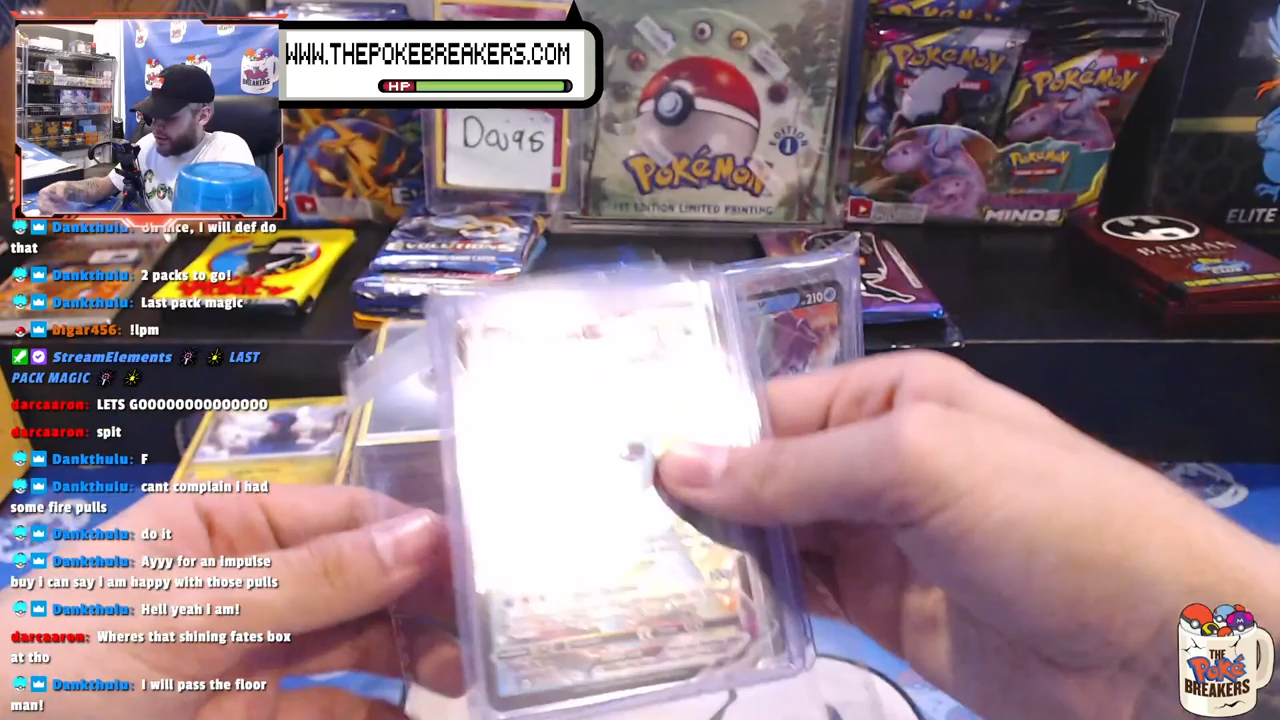 WWW.THEPOKEBREAKERS.COM
HP
Dav98
POKéMON
EDITION
1
1ST EDITION LIMITED PRINTING
POKéMON
POKéMON
MINDS
ELITE
BATMAN
EVOLUTIONS
210
Dankthulu: oh nice, I will def do
that
Dankthulu: 2 packs to go!
Dankthulu: Last pack magic
bigar456: !lpm
StreamElements LAST
PACK MAGIC
darcaaron: LETS GOOOOOOOOOOOOOO
darcaaron: spit
Dankthulu: F
Dankthulu: cant complain I had
some fire pulls
Dankthulu: do it
Dankthulu: Ayyy for an impulse
buy i can say I am happy with those pulls
Dankthulu: Hell yeah i am!
darcaaron: Wheres that shining fates box
at tho
Dankthulu: I will pass the floor
man!
THE
Poké
BREAKERS